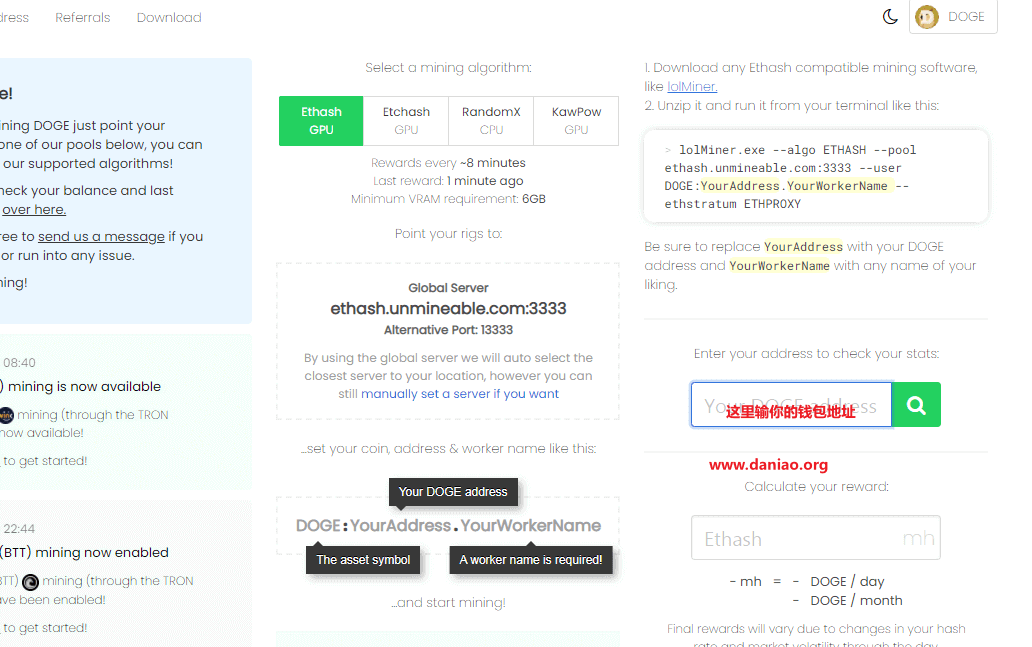 Referrals
Download
DOGE
e!
ning DOGE just point your
one of our pools below, you can
our supported algorithms!
heck your balance and last
over here.
ree to send us a message if you
or run into any issue.
ning!
08:40
) mining is now available
mining (through the TRON
now available!
to get started!
22:44
(BTT) mining now enabled
BTT) mining (through the TRON
ave been enabled!
to get started!
Select a mining algorithm:
Ethash Etchash RandomX KawPow
GPU GPU CPU GPU
Rewards every ~8 minutes
Last reward: 1 minute ago
Minimum VRAM requirement: 6GB
Point your rigs to:
Global Server
ethash.unmineable.com:3333
Alternative Port: 13333
By using the global server we will auto select the
closest server to your location, however you can
still manually set a server if you want
...set your coin, address & worker name like this:
Your DOGE address
DOGE:YourAddress.YourWorkerName
The asset symbol
A worker name is required!
...and start mining!
1. Download any Ethash compatible mining software,
like lolMiner.
2. Unzip it and run it from your terminal like this:
> lolMiner.exe --algo ETHASH --pool
ethash.unmineable.com:3333 --user
DOGE:YourAddress.YourWorkerName --
ethstratum ETHPROXY
Be sure to replace YourAddress with your DOGE
address and YourWorkerName with any name of your
liking.
Enter your address to check your stats:
Your DOGE address
这里输你的钱包地址
www.daniao.org
Calculate your reward:
Ethash mh
- mh = - DOGE / day
- DOGE / month
Final rewards will vary due to changes in your hash
rate and market volatility through the day